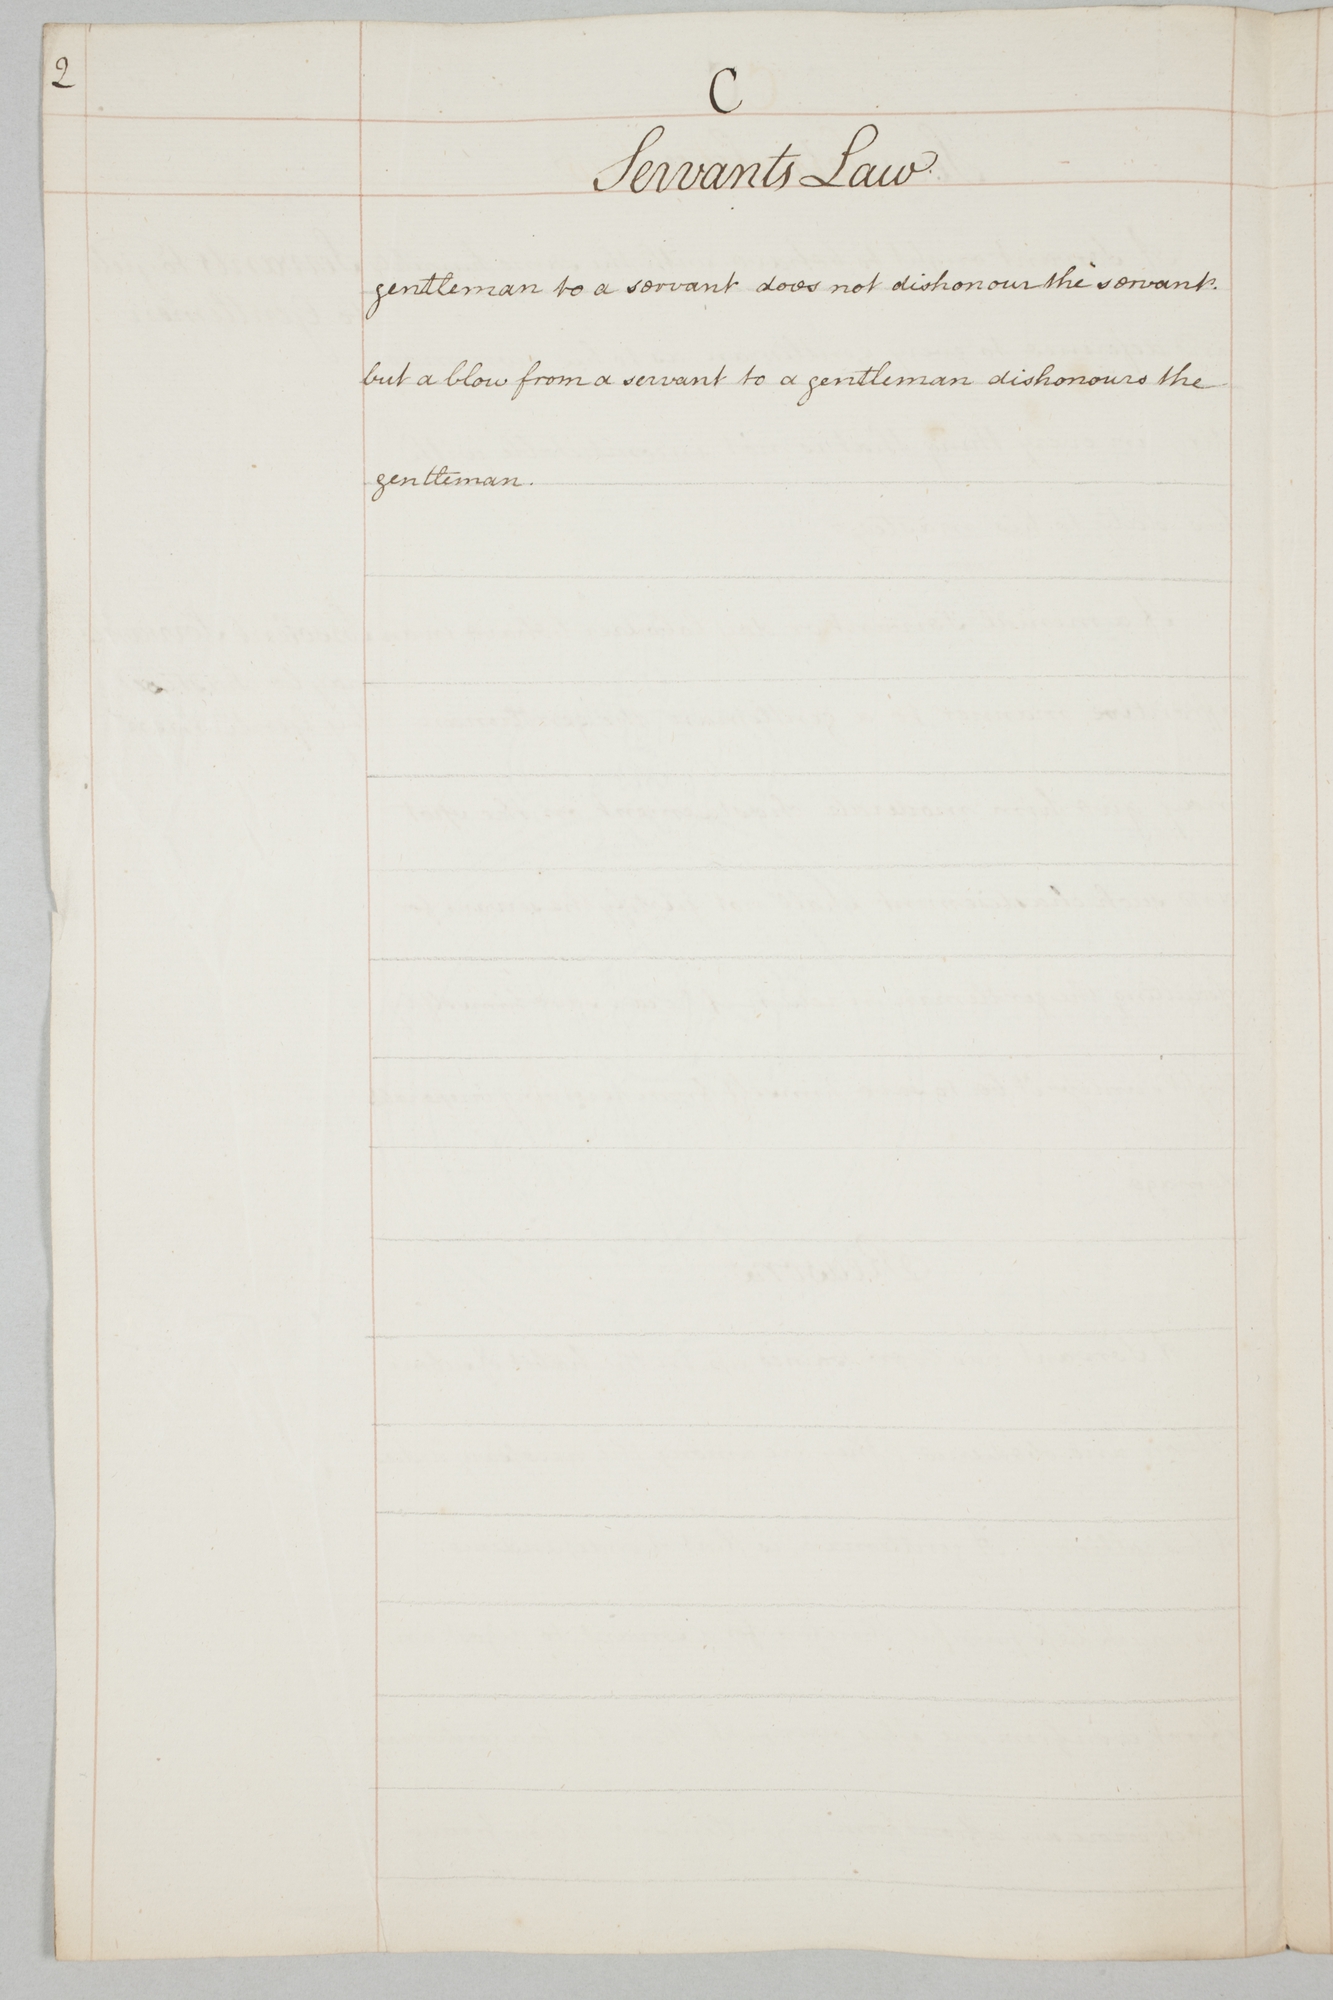 2
C
Servants Law.
gentleman to a servant does not dishonour the servant.
but a blow from a servant to a gentleman dishonours the
gentleman.